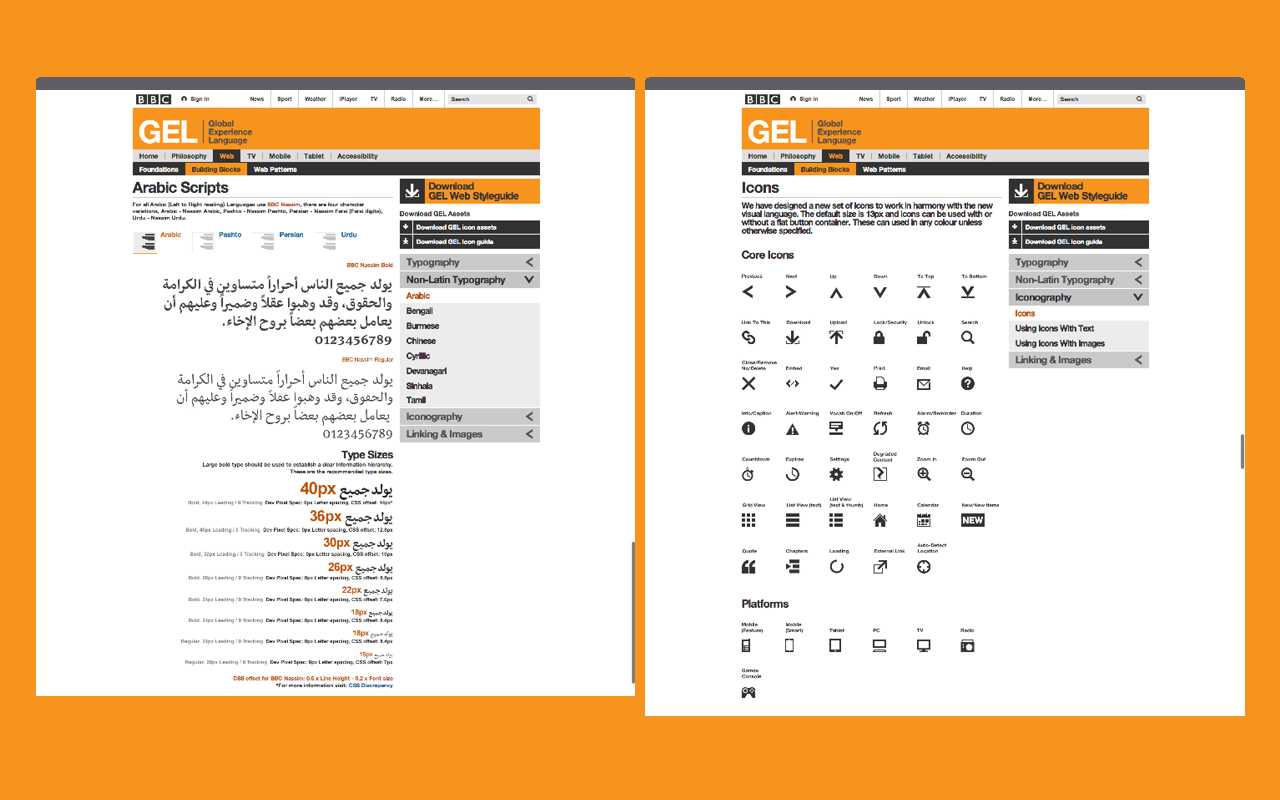 BBC
Sign in
News
Sport
Weather
iPlayer
TV
Radio
More...
Search
GEL
Global
Experience
Language
Home
Philosophy
Web
TV
Mobile
Tablet
Accessibility
Foundations
Building Blocks
Web Patterns
Arabic Scripts
For all Arabic (Left to Right reading) Languages use BBC Nassim, there are four character
variations, Arabic - Nassim Arabic, Pashto - Nassim Pashto, Persian - Nassim Farsi (Farsi digits),
Urdu - Nassim Urdu.
Arabic
Pashto
Persian
Urdu
BBC Nassim Bold
يولد جميع الناس أحراراً متساوين في الكرامة
والحقوق، وقد وهبوا عقلاً وضميراً وعليهم أن
يعامل بعضهم بعضاً بروح الإخاء.
0123456789
BBC Nassim Regular
يولد جميع الناس أحراراً متساوين في الكرامة
والحقوق، وقد وهبوا عقلاً وضميراً وعليهم أن
يعامل بعضهم بعضاً بروح الإخاء.
0123456789
Type Sizes
Large bold type should be used to establish a clear information hierarchy.
These are the recommended type sizes.
40px يولد جميع
Bold, 44px Leading / 0 Tracking Dev Pixel Spec: 0px Letter spacing, CSS offset:
36px يولد جميع
Bold, 40px Leading / 0 Tracking Dev Pixel Spec: 0px Letter spacing, CSS offset:
30px يولد جميع
Bold, 32px Leading / 0 Tracking Dev Pixel Spec: 0px Letter spacing, CSS offset: 10px
26px يولد جميع
Bold, 28px Leading / 0 Tracking Dev Pixel Spec: 0px Letter spacing, CSS offset:
22px يولد جميع
Bold, 24px Leading / 0 Tracking Dev Pixel Spec: 0px Letter spacing, CSS offset:
18px يولد جميع
Bold, Leading / 0 Tracking Dev Pixel Spec: 0px Letter spacing, CSS offset:
18px يولد جميع
Regular, 24px Leading / 0 Tracking Dev Pixel Spec: 0px Letter spacing, CSS offset:
15px يولد جميع
Regular, Leading / 0 Tracking Dev Pixel Spec: 0px Letter spacing, CSS offset: 7px
CSS offset for BBC Nassim: 0.5 x Line Height - 0.2 x Font size
*For more information visit: CSS Discrepancy
Download
GEL Web Styleguide
Download GEL Assets
Download GEL icon assets
Download GEL icon guide
Typography
Non-Latin Typography
Arabic
Bengali
Burmese
Chinese
Cyrillic
Devanagari
Sinhala
Tamil
Iconography
Linking & Images
BBC
Sign in
News
Sport
Weather
iPlayer
TV
Radio
More...
Search
GEL
Global
Experience
Language
Home
Philosophy
Web
TV
Mobile
Tablet
Accessibility
Foundations
Building Blocks
Web Patterns
Icons
We have designed a new set of icons to work in harmony with the new
visual language. The default size is 13px and icons can be used with or
without a flat button container. These can used in any colour unless
otherwise specified.
Core Icons
Previous
Next
Up
Down
To Top
To Bottom
Link To This
Download
Upload
Lock/Security
Unlock
Search
Close/Remove
No/Delete
Embed
Yes
Print
Email
Help
Info/Caption
Alert/Warning
Vocab On/Off
Refresh
Alarm/Reminder
Duration
Countdown
Expires
Settings
Degraded
Content
Zoom In
Zoom Out
Grid View
List View (text)
List View
(text & thumb)
Home
Calendar
New/New Items
NEW
Quote
Chapters
Loading
External Link
Auto-Detect
Location
Platforms
Mobile
(Feature)
Mobile
(Smart)
Tablet
PC
TV
Radio
Games
Console
Download
GEL Web Styleguide
Download GEL Assets
Download GEL icon assets
Download GEL icon guide
Typography
Non-Latin Typography
Iconography
Icons
Using Icons With Text
Using Icons With Images
Linking & Images